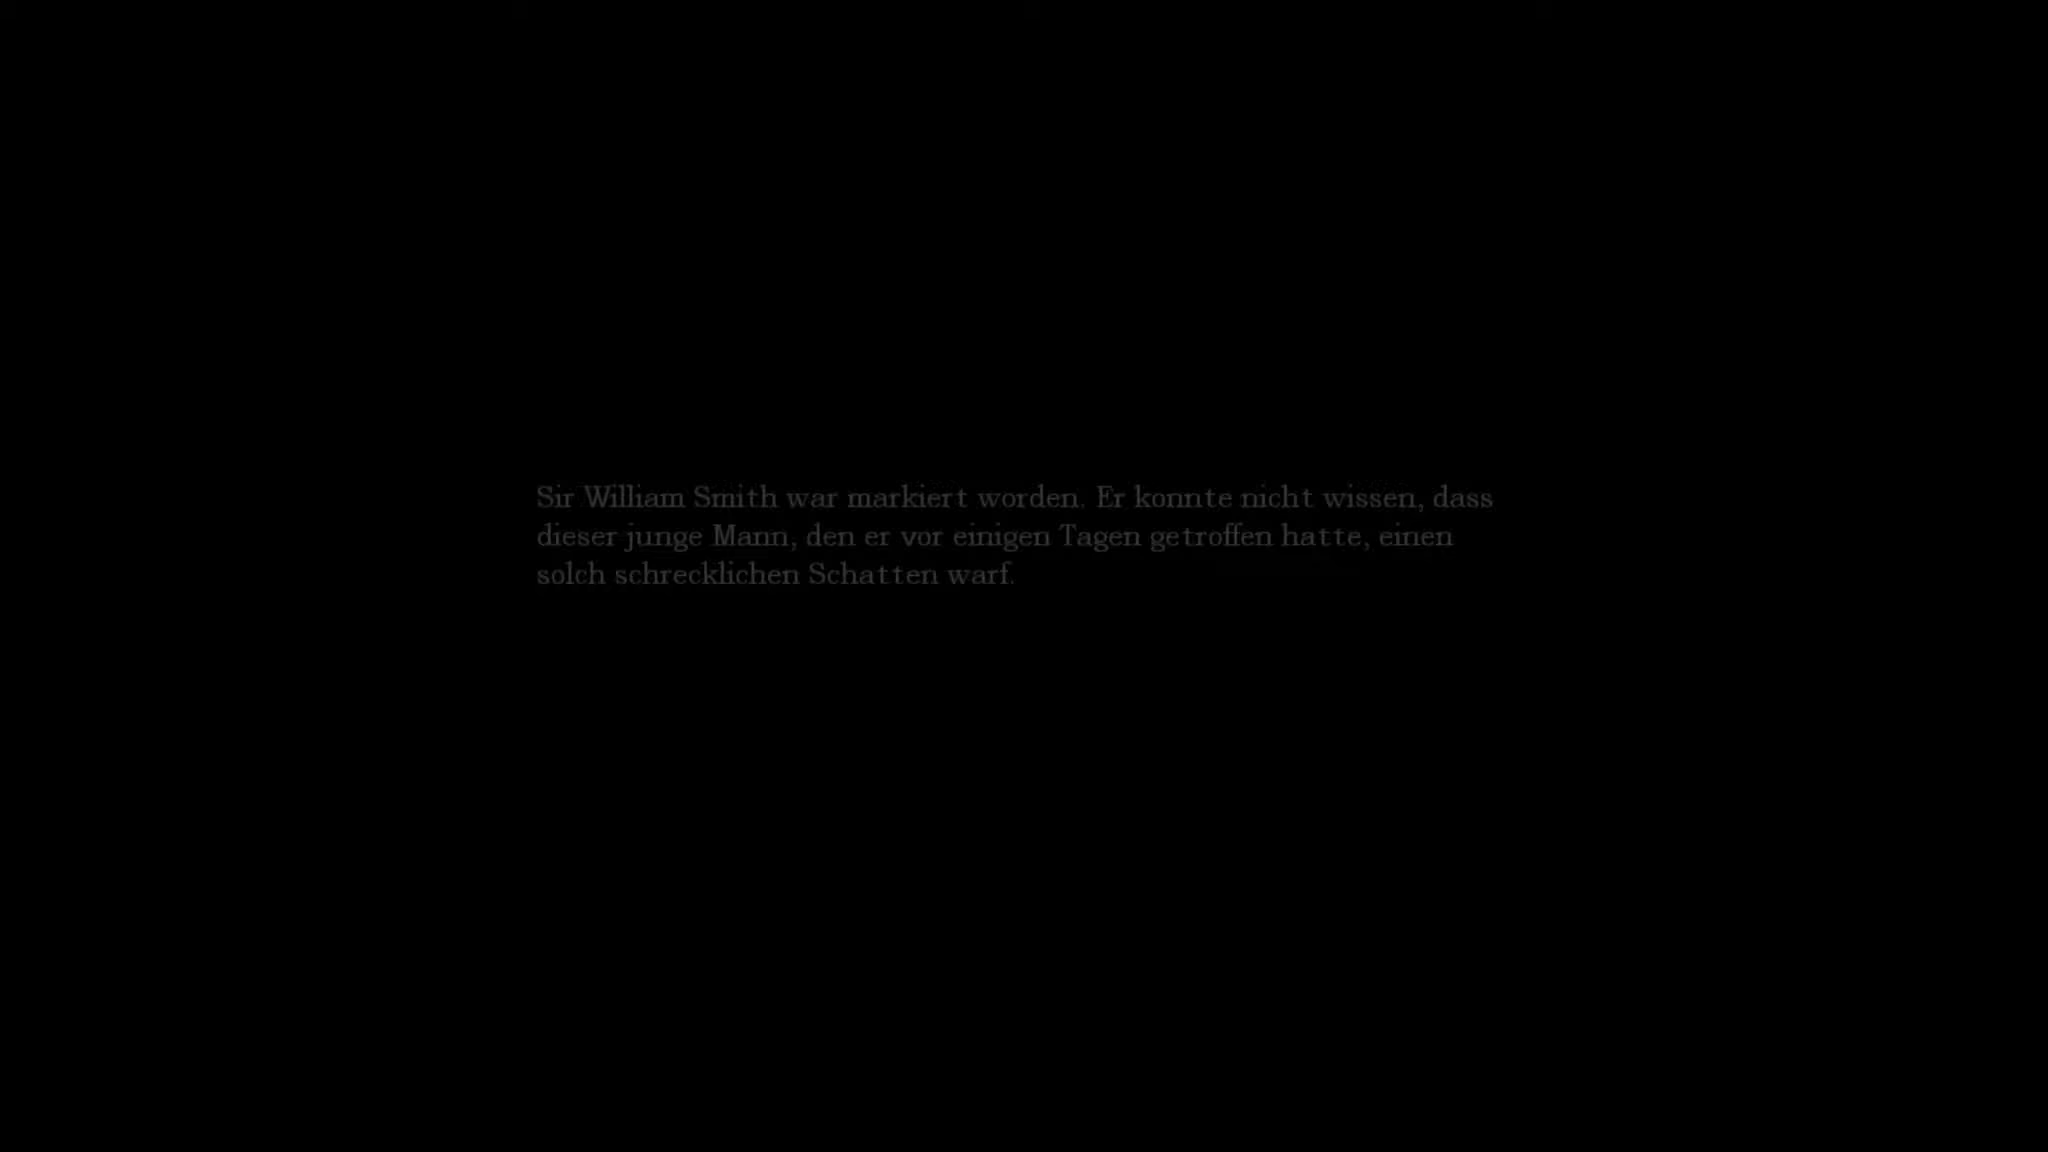 Sir William Smith war markiert worden. Er konnte nicht wissen, dass
dieser junge Mann, den er vor einigen Tagen getroffen hatte, einen
solch schrecklichen Schatten warf.